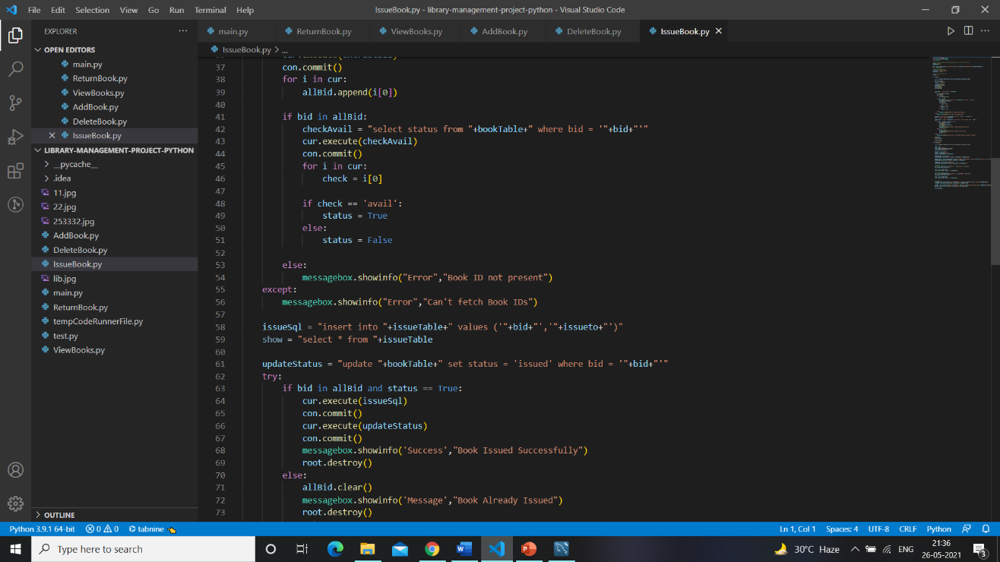 File Edit Selection View Go Run Terminal Help
IssueBook.py - library-management-project-python - Visual Studio Code
EXPLORER
OPEN EDITORS
main.py
ReturnBook.py
ViewBooks.py
AddBook.py
DeleteBook.py
IssueBook.py
LIBRARY-MANAGEMENT-PROJECT-PYTHON
__pycache__
.idea
11.jpg
22.jpg
253332.jpg
AddBook.py
DeleteBook.py
IssueBook.py
lib.jpg
main.py
ReturnBook.py
tempCodeRunnerFile.py
test.py
ViewBooks.py
OUTLINE
main.py ReturnBook.py ViewBooks.py AddBook.py DeleteBook.py IssueBook.py
IssueBook.py > ...
37 con.commit()
38 for i in cur:
39 allBid.append(i[0])
40
41 if bid in allBid:
42 checkAvail = "select status from "+bookTable+" where bid = '"+bid+"'"
43 cur.execute(checkAvail)
44 con.commit()
45 for i in cur:
46 check = i[0]
47
48 if check == 'avail':
49 status = True
50 else:
51 status = False
52
53 else:
54 messagebox.showinfo("Error","Book ID not present")
55 except:
56 messagebox.showinfo("Error","Can't fetch Book IDs")
57
58 issueSql = "insert into "+issueTable+" values ('"+bid+"','"+issueto+"')"
59 show = "select * from "+issueTable
60
61 updateStatus = "update "+bookTable+" set status = 'issued' where bid = '"+bid+"'"
62 try:
63 if bid in allBid and status == True:
64 cur.execute(issueSql)
65 con.commit()
66 cur.execute(updateStatus)
67 con.commit()
68 messagebox.showinfo('Success',"Book Issued Successfully")
69 root.destroy()
70 else:
71 allBid.clear()
72 messagebox.showinfo('Message',"Book Already Issued")
73 root.destroy()
Python 3.9.1 64-bit 0 0 tabnine Ln 1, Col 1 Spaces: 4 UTF-8 CRLF Python
Type here to search
30°C Haze ENG
21:36
26-05-2021
3